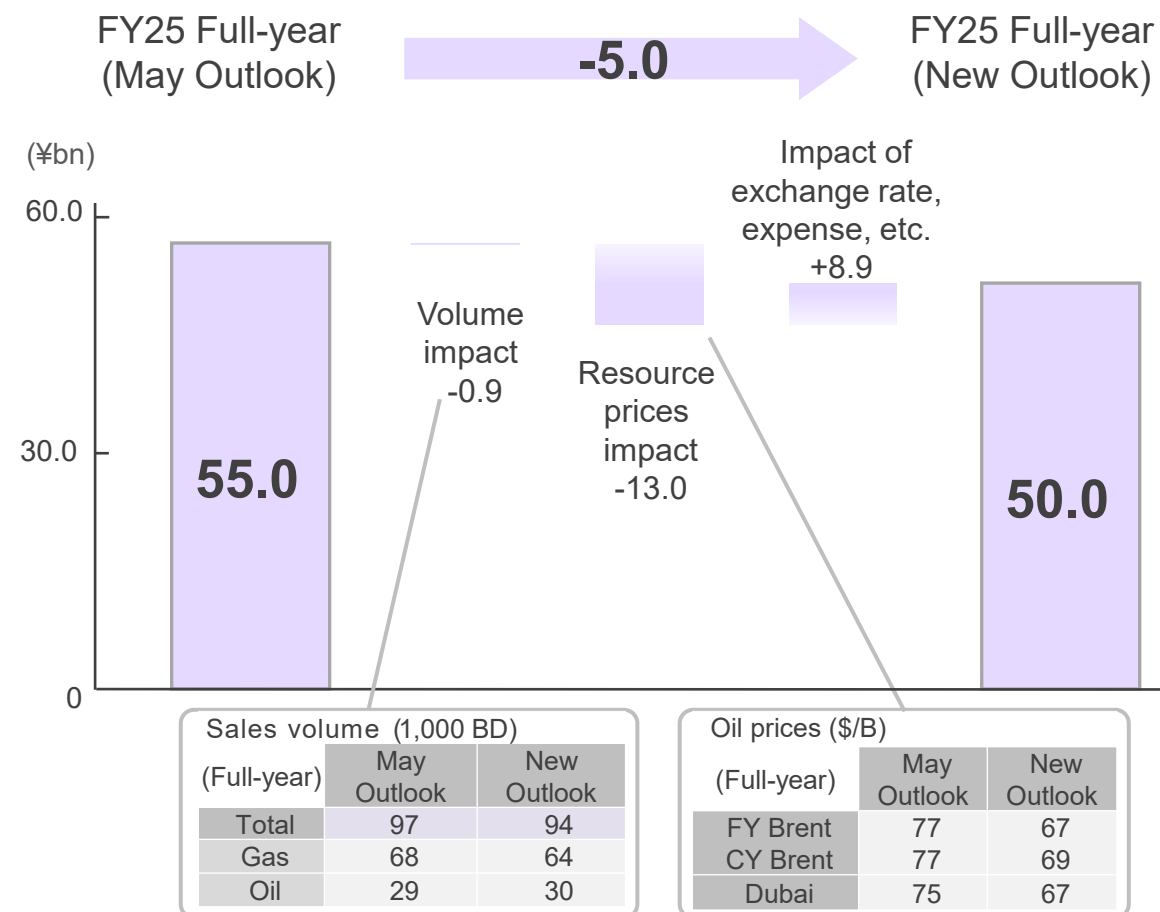 FY25 Full-year
(May Outlook)
-5.0
FY25 Full-year
(New Outlook)
(¥bn)
60.0
30.0
0
55.0
Volume
impact
-0.9
Resource
prices
impact
-13.0
Impact of
exchange rate,
expense, etc.
+8.9
50.0
Sales volume (1,000 BD)
(Full-year) May Outlook New Outlook
Total 97 94
Gas 68 64
Oil 29 30
Oil prices ($/B)
(Full-year) May Outlook New Outlook
FY Brent 77 67
CY Brent 77 69
Dubai 75 67